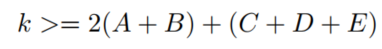 k >= 2(A + B) + (C + D + E)